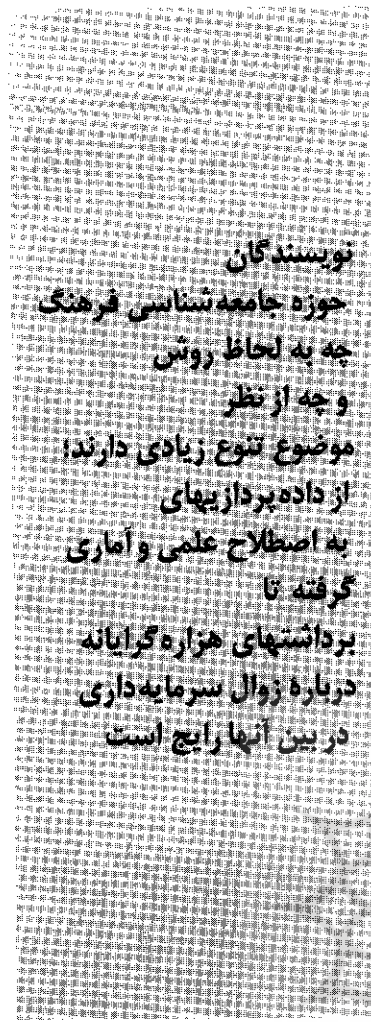 نویسندگان
حوزه جامعه‌شناسی فرهنگ
چه به لحاظ روش
و چه از نظر
موضوع تنوع زیادی دارند؛
از داده‌پردازیهای
به اصطلاح علمی و آماری
گرفته تا
برداشتهای هزاره‌گرایانه
درباره زوال سرمایه‌داری
در بین آنها رایج است